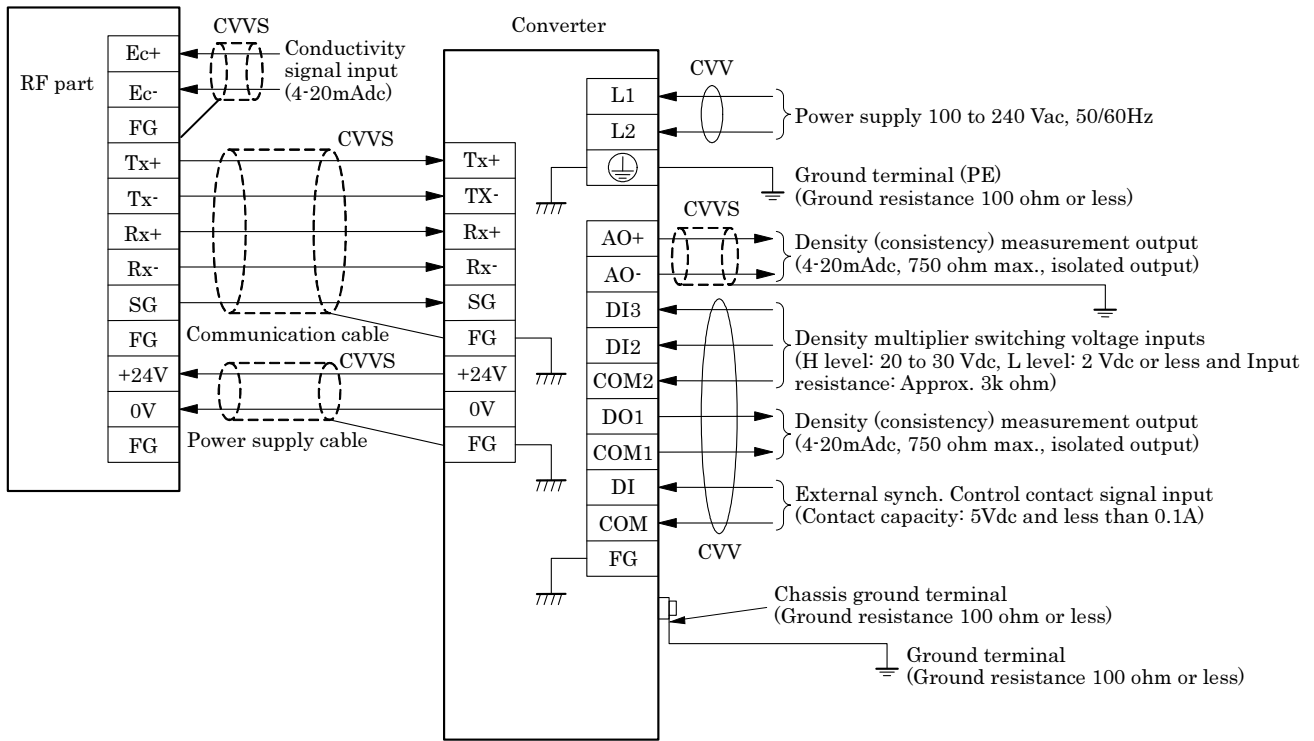 Converter
RF part
CVVS
Ec+
Ec-
FG
Tx+
Tx-
Rx+
Rx-
SG
FG
+24V
0V
FG
Conductivity
signal input
(4-20mAdc)
CVVS
Communication cable
CVVS
Power supply cable
Tx+
TX-
Rx+
Rx-
SG
FG
+24V
0V
FG
L1
L2
AO+
AO-
DI3
DI2
COM2
DO1
COM1
DI
COM
FG
CVV
Power supply 100 to 240 Vac, 50/60Hz
Ground terminal (PE)
(Ground resistance 100 ohm or less)
CVVS
Density (consistency) measurement output
(4-20mAdc, 750 ohm max., isolated output)
Density multiplier switching voltage inputs
(H level: 20 to 30 Vdc, L level: 2 Vdc or less and Input
resistance: Approx. 3k ohm)
Density (consistency) measurement output
(4-20mAdc, 750 ohm max., isolated output)
External synch. Control contact signal input
(Contact capacity: 5Vdc and less than 0.1A)
CVV
Chassis ground terminal
(Ground resistance 100 ohm or less)
Ground terminal
(Ground resistance 100 ohm or less)